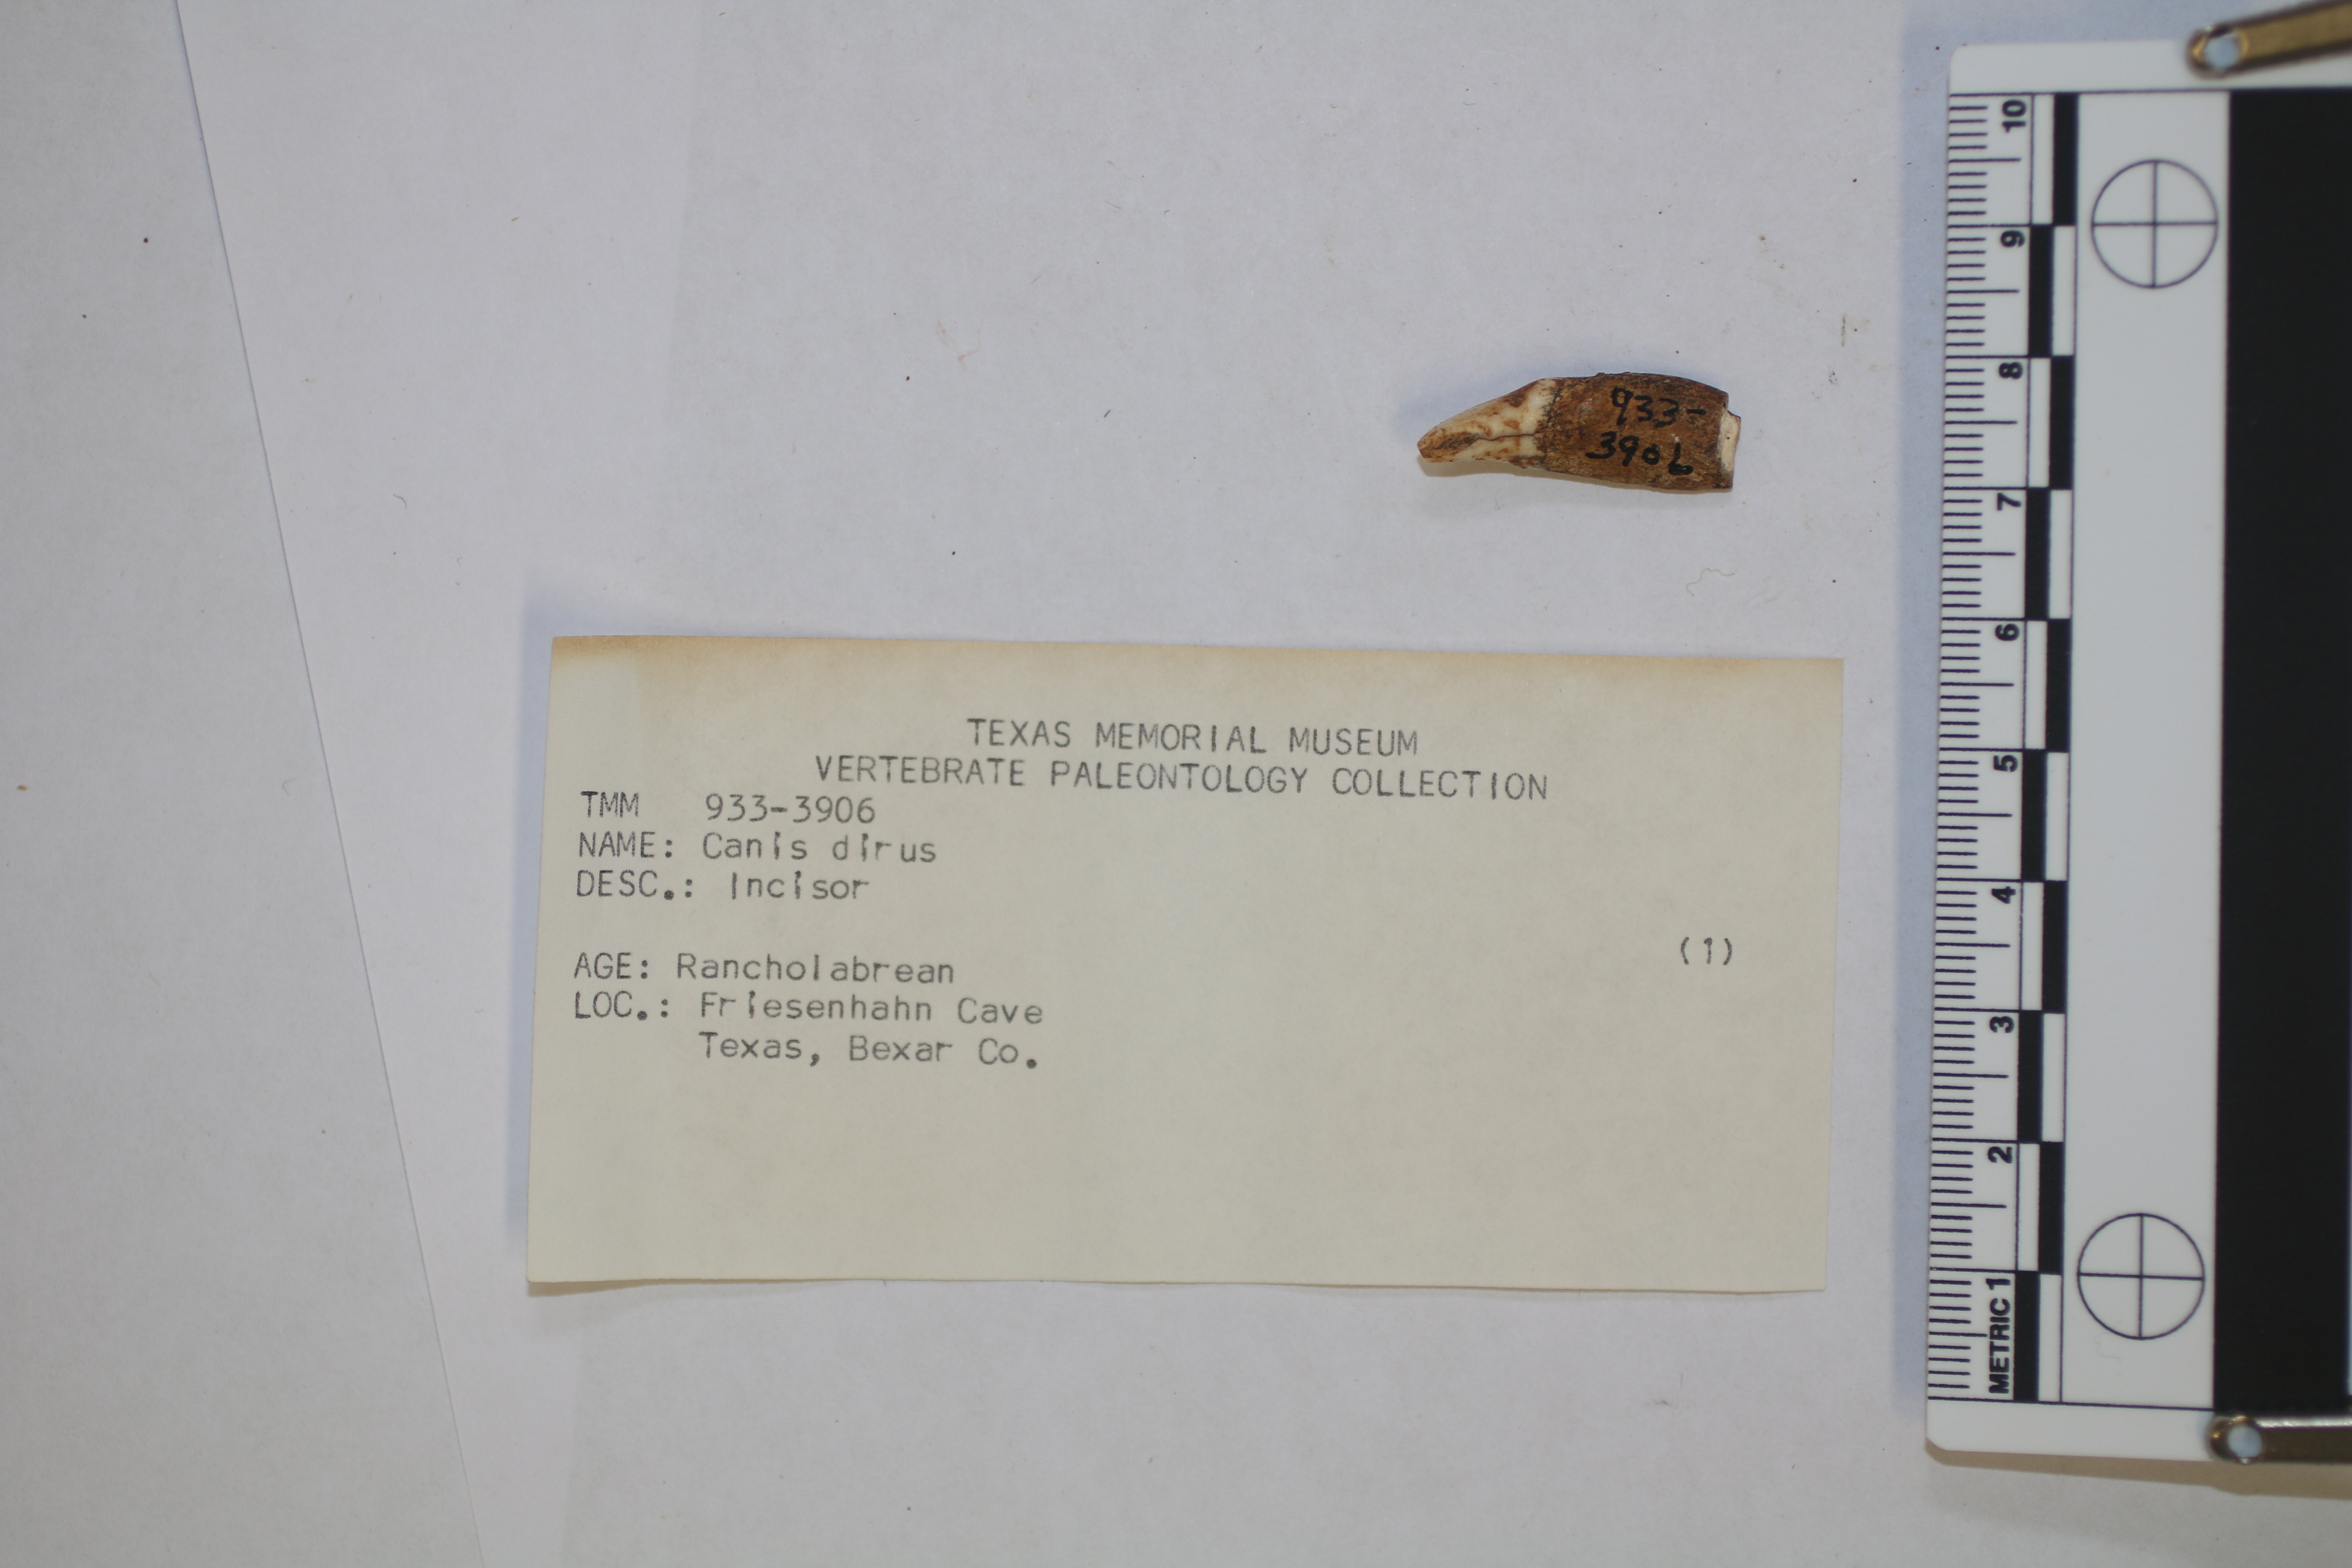 933-
3906
TEXAS MEMORIAL MUSEUM
VERTEBRATE PALEONTOLOGY COLLECTION
TMM 933-3906
NAME: Canis dirus
DESC.: Incisor
(1)
AGE: Rancholabrean
LOC.: Friesenhahn Cave
Texas, Bexar Co.
10
9
8
7
6
5
4
3
2
METRIC 1